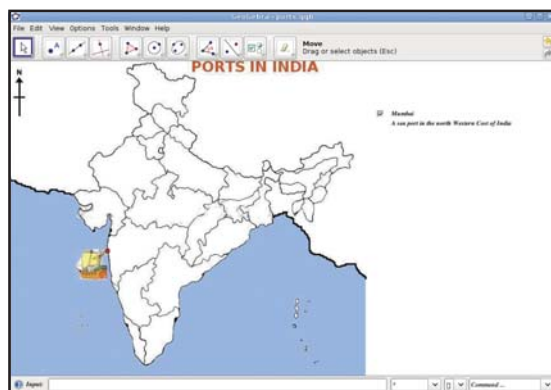 GeoGebra - ports.ggb
File Edit View Options Tools Window Help
Move
Drag or select objects (Esc)
PORTS IN INDIA
N
Mumbai
A sea port in the north Western Cost of India
Input:
Command ...